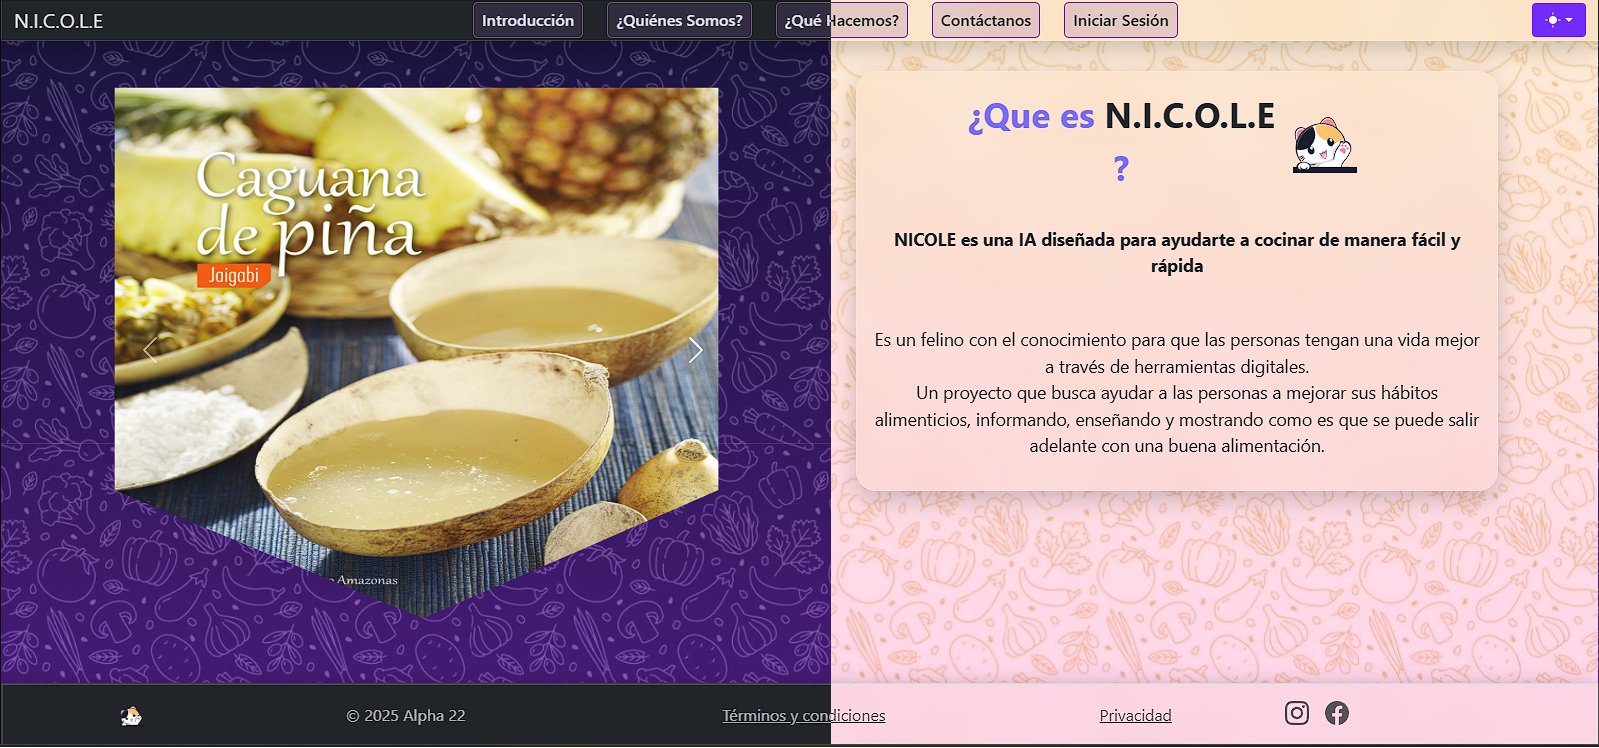 N.I.C.O.L.E
Introducción
¿Quiénes Somos?
¿Qué Hacemos?
Contáctanos
Iniciar Sesión
Caguana
de piña
Jaigabi
Amazonas
¿Que es N.I.C.O.L.E
?
NICOLE es una IA diseñada para ayudarte a cocinar de manera fácil y
rápida
Es un felino con el conocimiento para que las personas tengan una vida mejor
a través de herramientas digitales.
Un proyecto que busca ayudar a las personas a mejorar sus hábitos
alimenticios, informando, enseñando y mostrando como es que se puede salir
adelante con una buena alimentación.
© 2025 Alpha 22
Términos y condiciones
Privacidad